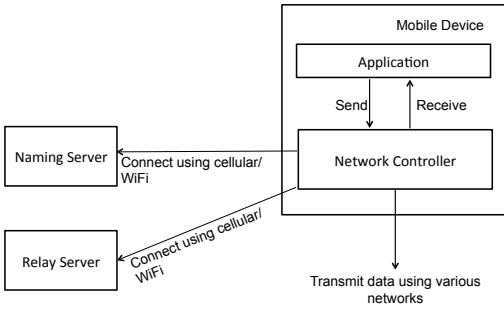 Mobile Device
Application
Send
Receive
Naming Server
Connect using cellular/
WiFi
Network Controller
Relay Server
Connect using cellular/
WiFi
Transmit data using various
networks